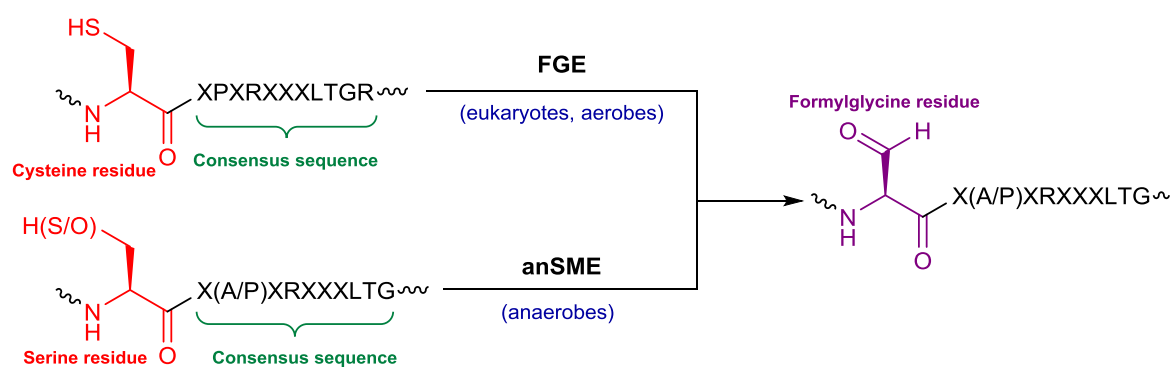 HS
N
H
O
XPXRXXXLTGR
Cysteine residue
Consensus sequence
FGE
(eukaryotes, aerobes)
H(S/O)
N
H
O
X(A/P)XRXXXLTG
Serine residue
Consensus sequence
anSME
(anaerobes)
Formylglycine residue
O
H
N
H
O
X(A/P)XRXXXLTG